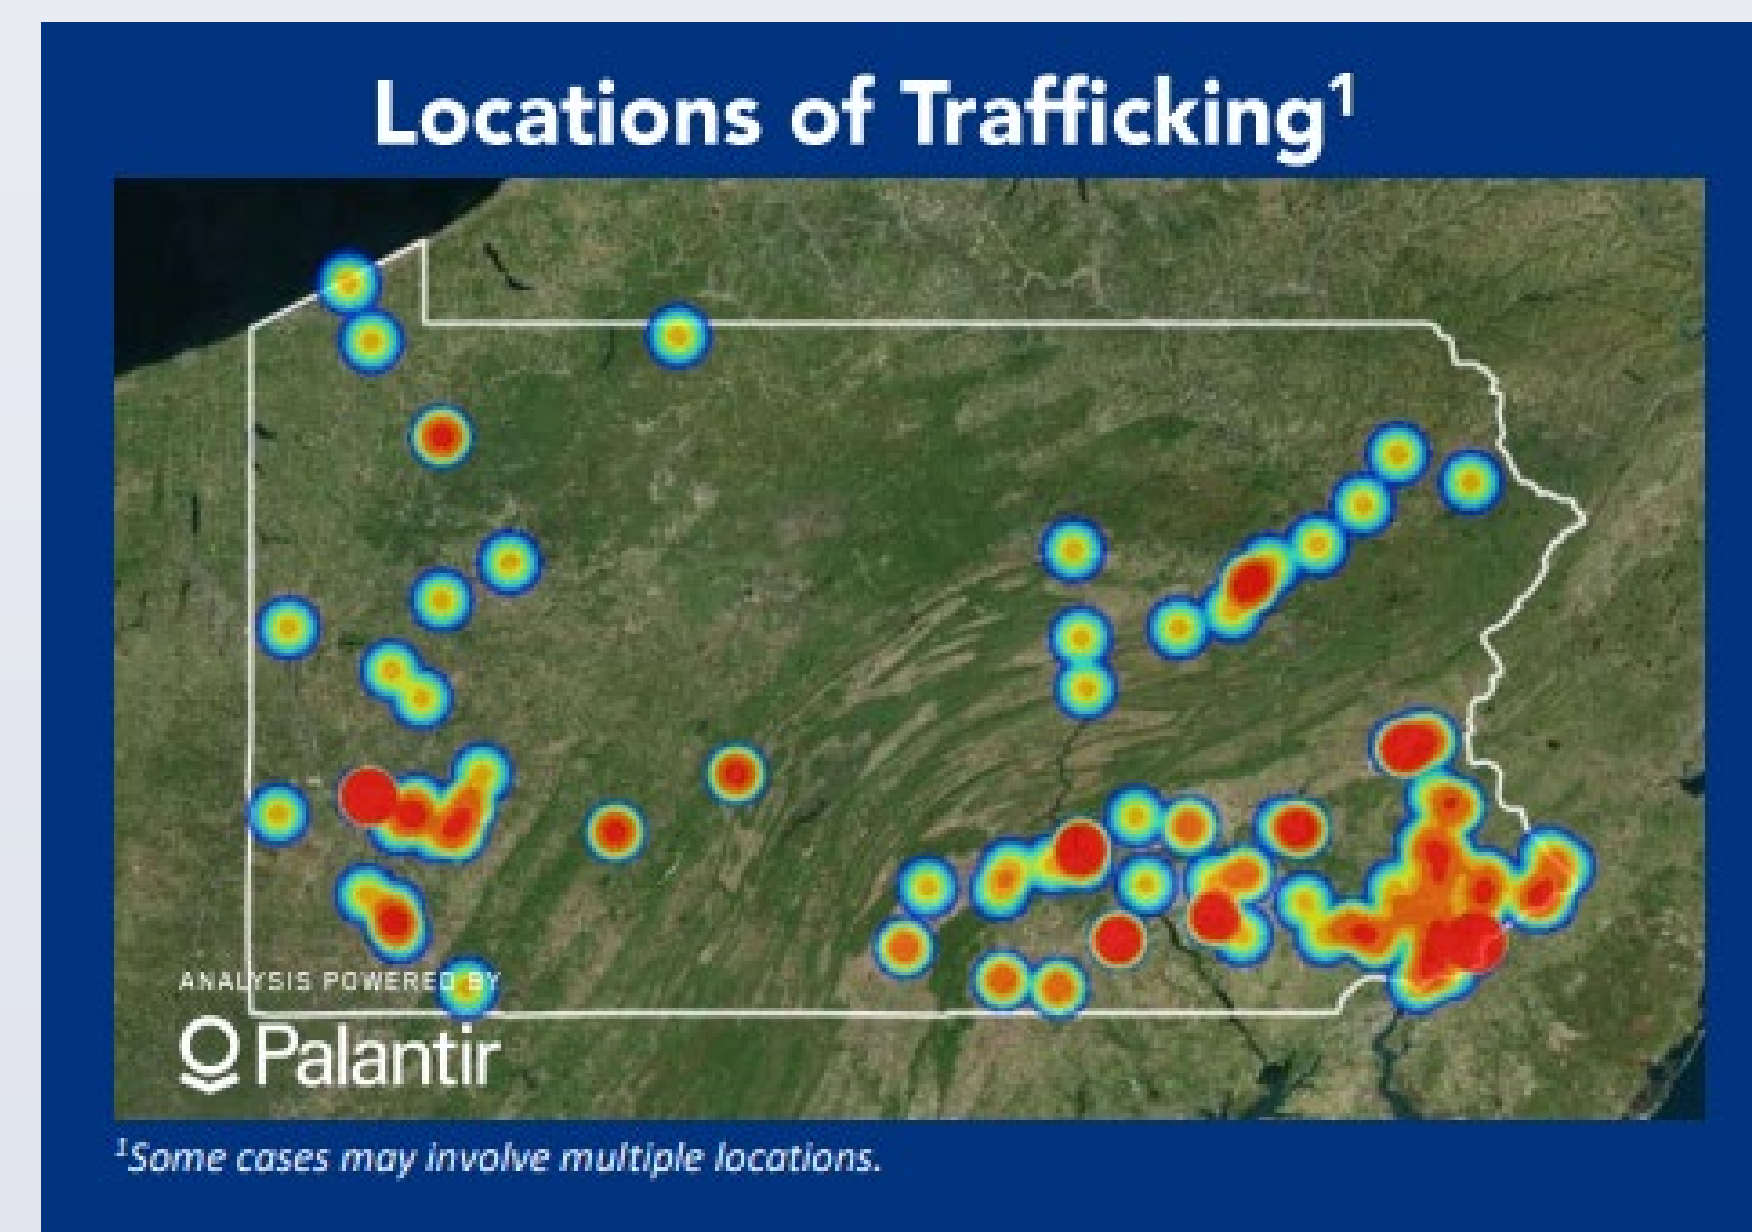 Locations of Trafficking¹
ANALYSIS POWERED BY
Palantir
¹Some cases may involve multiple locations.